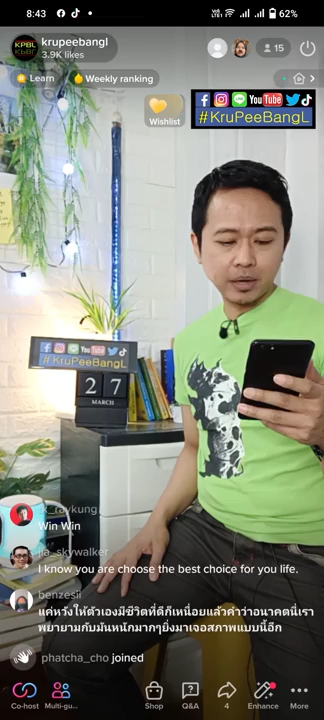 8:43
62%
KPBL
krupeebangl
3.9K likes
15
Learn
Weekly ranking
Wishlist
YouTube
#KruPeeBangL
YouTube
#KruPeeBangL
27
MARCH
Win Win
I know you are choose the best choice for you life.
benzesii
แค่หวังให้ตัวเองมีชีวิตที่ดีก็เหนื่อยแล้วคำว่าอนาคตนี่เรา
พยายามกับมันหนักมากๆยิ่งมาเจอสภาพแบบนี้อีก
phatcha_cho joined
Co-host
Multi-gu...
Shop
Q&A
4
Enhance
More